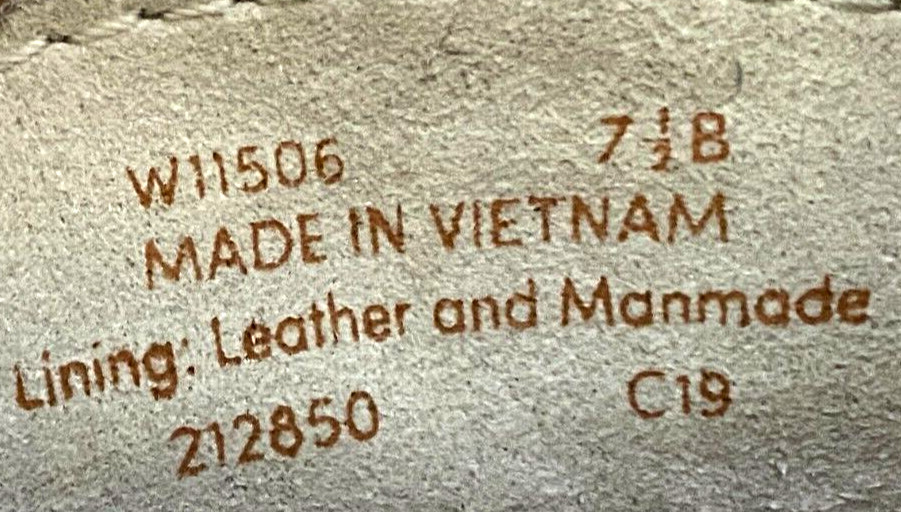 W11506 7½B
MADE IN VIETNAM
Lining: Leather and Manmade
212850 C19